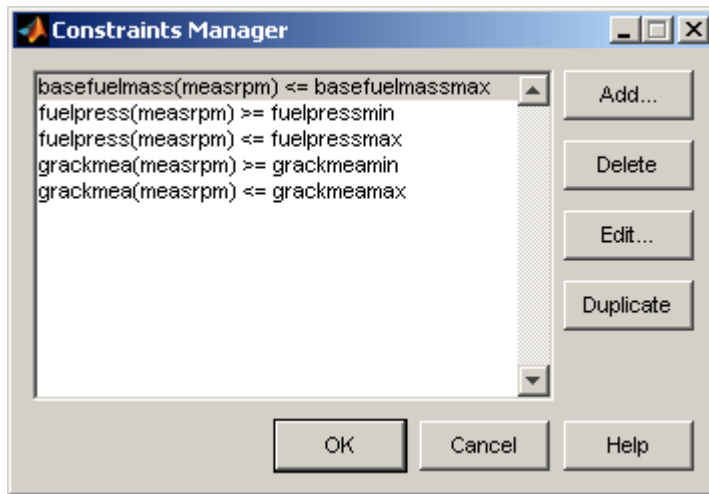 Constraints Manager
basefuelmass(measrpm) <= basefuelmassmax
fuelpress(measrpm) >= fuelpressmin
fuelpress(measrpm) <= fuelpressmax
grackmea(measrpm) >= grackmeamin
grackmea(measrpm) <= grackmeamax
Add...
Delete
Edit...
Duplicate
OK
Cancel
Help